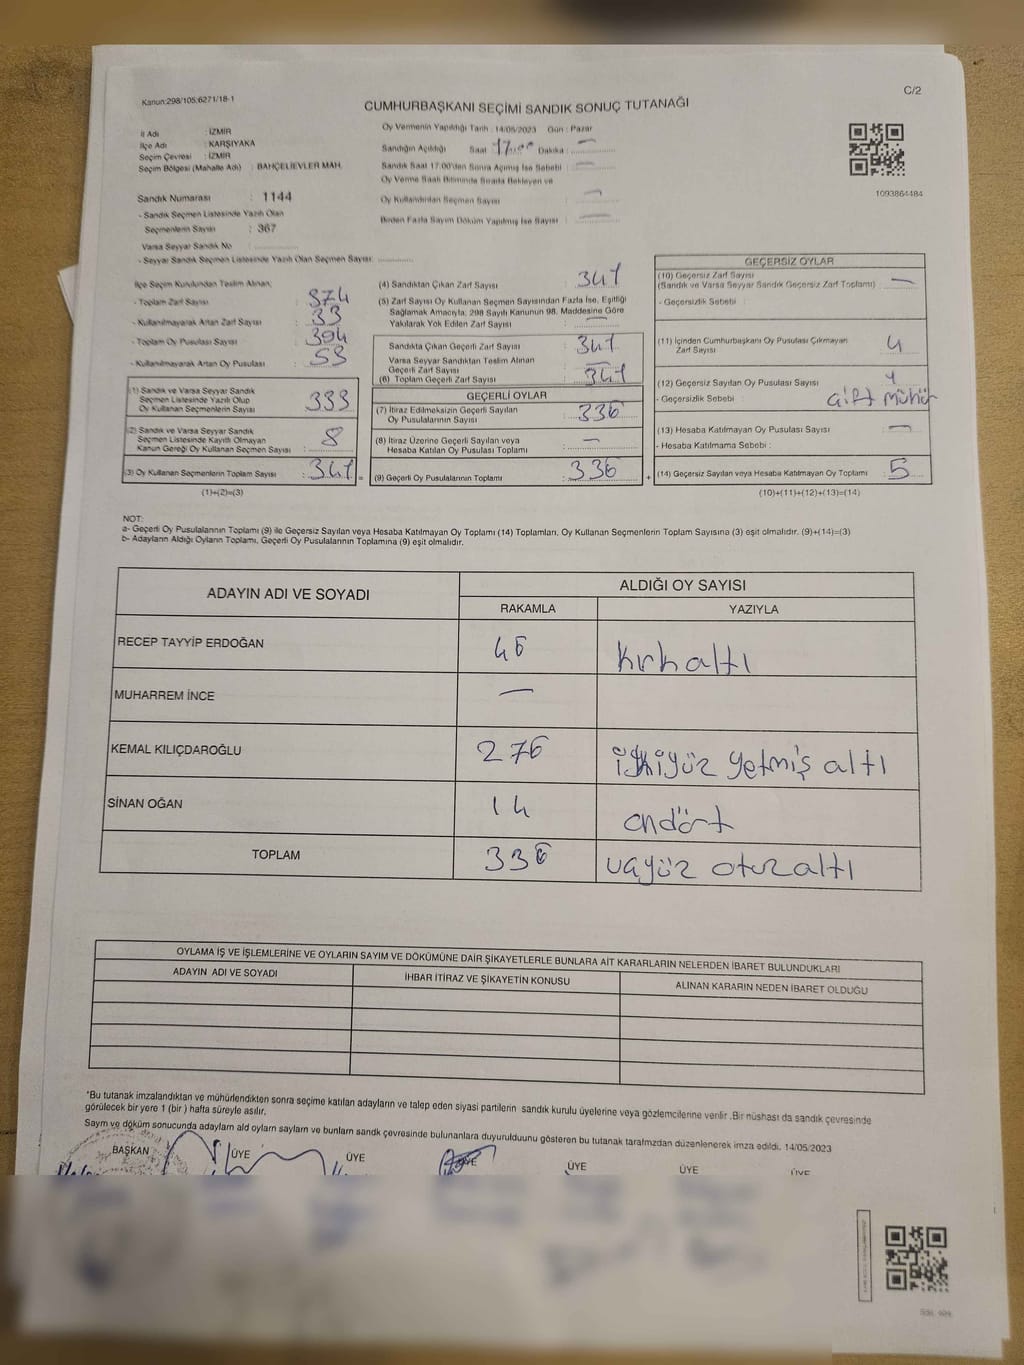 Kanun:298/105;6271/18-1
C/2
CUMHURBAŞKANI SEÇİMİ SANDIK SONUÇ TUTANAĞI
İl Adı : İZMİR
İlçe Adı : KARŞIYAKA
Seçim Çevresi : İZMİR
Seçim Bölgesi (Mahalle Adı) : BAHÇELİEVLER MAH.
Sandık Numarası : 1144
- Sandık Seçmen Listesinde Yazılı Olan
Seçmenlerin Sayısı : 367
Varsa Seyyar Sandık No :
- Seyyar Sandık Seçmen Listesinde Yazılı Olan Seçmen Sayısı:
Oy Vermenin Yapıldığı Tarih : 14/05/2023 Gün : Pazar
Sandığın Açıldığı Saat : 17.00 Dakika : —
Sandık Saat 17.00'den Sonra Açılmış İse Sebebi : —
Oy Verme Saati Bitiminde Sırada Bekleyen ve
Oy Kullandırılan Seçmen Sayısı : —
Birden Fazla Sayım Döküm Yapılmış İse Sayısı : —
1093864484
İlçe Seçim Kurulundan Teslim Alınan;
- Toplam Zarf Sayısı : 374
- Kullanılmayarak Artan Zarf Sayısı : 33
- Toplam Oy Pusulası Sayısı : 394
- Kullanılmayarak Artan Oy Pusulası : 53
(1) Sandık ve Varsa Seyyar Sandık
Seçmen Listesinde Yazılı Olup
Oy Kullanan Seçmenlerin Sayısı : 333
(2) Sandık ve Varsa Seyyar Sandık
Seçmen Listesinde Kayıtlı Olmayan
Kanun Gereği Oy Kullanan Seçmen Sayısı : 8
(3) Oy Kullanan Seçmenlerin Toplam Sayısı : 341 =
(1)+(2)=(3)
(4) Sandıktan Çıkan Zarf Sayısı : 341
(5) Zarf Sayısı Oy Kullanan Seçmen Sayısından Fazla İse, Eşitliği
Sağlamak Amacıyla, 298 Sayılı Kanunun 98. Maddesine Göre
Yakılarak Yok Edilen Zarf Sayısı : —
Sandıkta Çıkan Geçerli Zarf Sayısı : 341
Varsa Seyyar Sandıktan Teslim Alınan
Geçerli Zarf Sayısı : —
(6) Toplam Geçerli Zarf Sayısı : 341
GEÇERLİ OYLAR
(7) İtiraz Edilmeksizin Geçerli Sayılan
Oy Pusulalarının Sayısı : 336
(8) İtiraz Üzerine Geçerli Sayılan veya
Hesaba Katılan Oy Pusulası Toplamı : —
(9) Geçerli Oy Pusulalarının Toplamı : 336 +
GEÇERSİZ OYLAR
(10) Geçersiz Zarf Sayısı
(Sandık ve Varsa Seyyar Sandık Geçersiz Zarf Toplamı) : —
- Geçersizlik Sebebi :
(11) İçinden Cumhurbaşkanı Oy Pusulası Çıkmayan
Zarf Sayısı : 4
(12) Geçersiz Sayılan Oy Pusulası Sayısı :
- Geçersizlik Sebebi : Çift mühür
(13) Hesaba Katılmayan Oy Pusulası Sayısı : —
- Hesaba Katılmama Sebebi :
(14) Geçersiz Sayılan veya Hesaba Katılmayan Oy Toplamı : 5
(10)+(11)+(12)+(13)=(14)
NOT:
a- Geçerli Oy Pusulalarının Toplamı (9) ile Geçersiz Sayılan veya Hesaba Katılmayan Oy Toplamı (14) Toplamları, Oy Kullanan Seçmenlerin Toplam Sayısına (3) eşit olmalıdır. (9)+(14)=(3)
b- Adayların Aldığı Oyların Toplamı, Geçerli Oy Pusulalarının Toplamına (9) eşit olmalıdır.
ADAYIN ADI VE SOYADI
ALDIĞI OY SAYISI
RAKAMLA YAZIYLA
RECEP TAYYİP ERDOĞAN 46 kırkaltı
MUHARREM İNCE —
KEMAL KILIÇDAROĞLU 276 ikiyüz yetmiş altı
SİNAN OĞAN 14 ondört
TOPLAM 336 üçyüz otuzaltı
OYLAMA İŞ VE İŞLEMLERİNE VE OYLARIN SAYIM VE DÖKÜMÜNE DAİR ŞİKAYETLERLE BUNLARA AİT KARARLARIN NELERDEN İBARET BULUNDUKLARI
ADAYIN ADI VE SOYADI İHBAR İTİRAZ VE ŞİKAYETİN KONUSU ALINAN KARARIN NEDEN İBARET OLDUĞU
*Bu tutanak imzalandıktan ve mühürlendikten sonra seçime katılan adayların ve talep eden siyasi partilerin sandık kurulu üyelerine veya gözlemcilerine verilir .Bir nüshası da sandık çevresinde
görülecek bir yere 1 (bir ) hafta süreyle asılır.
Saym ve döküm sonucunda adaylarn ald oylarn saylarn ve bunlarn sandk çevresinde bulunanlara duyurulduunu gösteren bu tutanak tarafmzdan düzenlenerek imza edildi. 14/05/2023
BAŞKAN ÜYE ÜYE ÜYE ÜYE ÜYE ÜYE